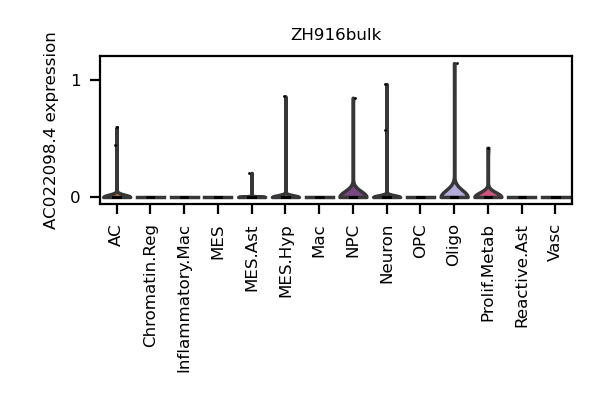 ZH916bulk
AC022098.4 expression
1
0
AC
Chromatin.Reg
Inflammatory.Mac
MES
MES.Ast
MES.Hyp
Mac
NPC
Neuron
OPC
Oligo
Prolif.Metab
Reactive.Ast
Vasc